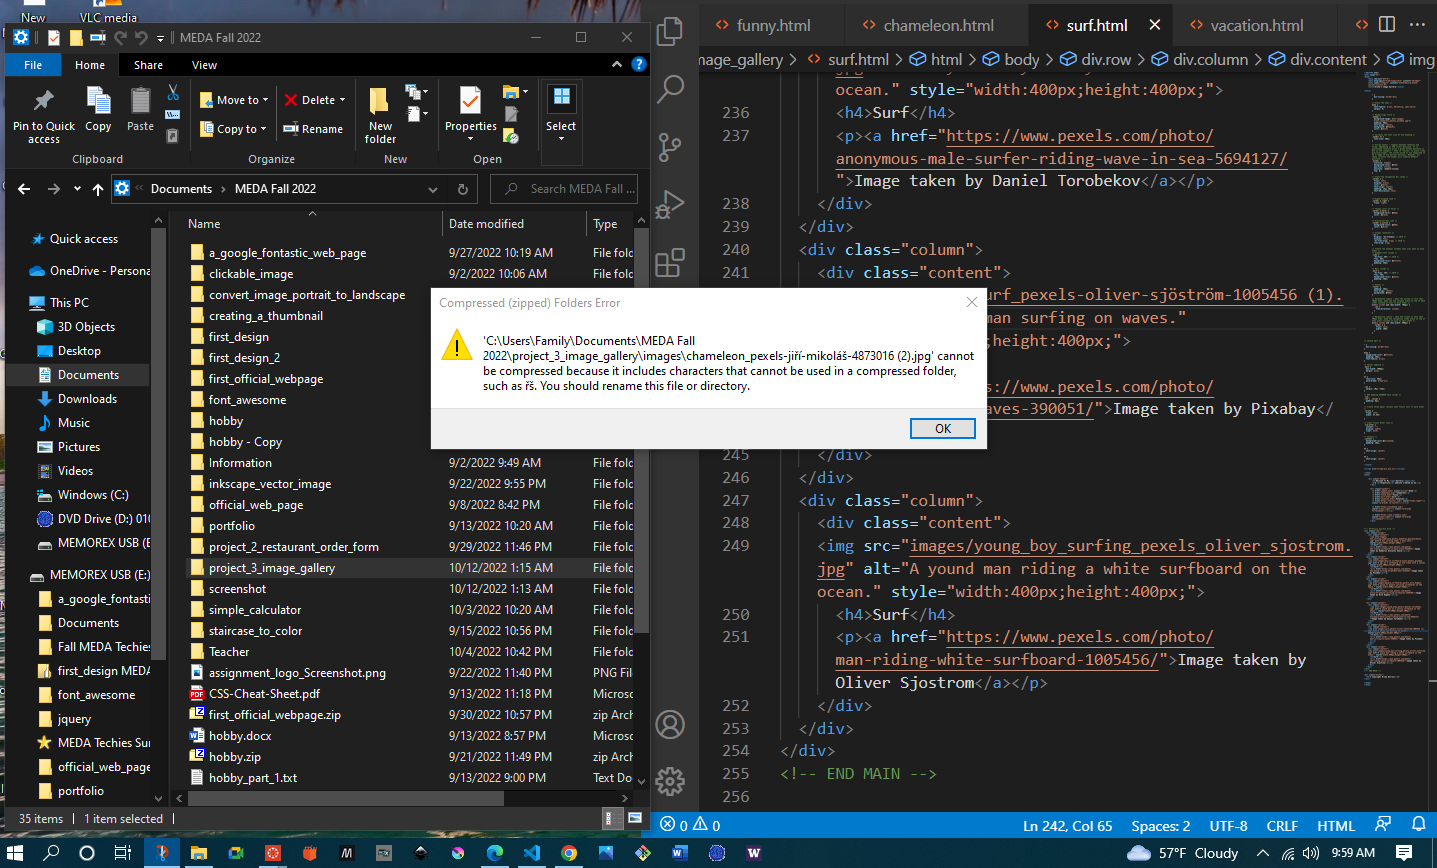 New
VLC media
MEDA Fall 2022
File
Home
Share
View
Pin to Quick access
Copy
Paste
Move to
Copy to
Delete
Rename
New folder
Properties
Select
Clipboard
Organize
New
Open
Documents
MEDA Fall 2022
Search MEDA Fall ...
Quick access
OneDrive - Persona
This PC
3D Objects
Desktop
Documents
Downloads
Music
Pictures
Videos
Windows (C:)
DVD Drive (D:) 010
MEMOREX USB (E
MEMOREX USB (E:)
a_google_fontasti
Documents
Fall MEDA Techies
first_design MEDA
font_awesome
jquery
MEDA Techies Sur
official_web_page
portfolio
Name Date modified Type
a_google_fontastic_web_page 9/27/2022 10:19 AM File fold
clickable_image 9/2/2022 10:06 AM File fold
convert_image_portrait_to_landscape
creating_a_thumbnail
first_design
first_design_2
first_official_webpage
font_awesome
hobby
hobby - Copy
Information 9/2/2022 9:49 AM File fold
inkscape_vector_image 9/22/2022 9:55 PM File fold
official_web_page 9/8/2022 8:42 PM File fold
portfolio 9/13/2022 10:20 AM File fold
project_2_restaurant_order_form 9/29/2022 11:46 PM File fold
project_3_image_gallery 10/12/2022 1:15 AM File fold
screenshot 10/12/2022 1:13 AM File fold
simple_calculator 10/3/2022 10:20 AM File fold
staircase_to_color 9/15/2022 10:56 PM File fold
Teacher 10/4/2022 10:42 PM File fold
assignment_logo_Screenshot.png 9/22/2022 11:40 PM PNG File
CSS-Cheat-Sheet.pdf 9/13/2022 11:18 PM Microso
first_official_webpage.zip 9/30/2022 10:57 PM zip Arch
hobby.docx 9/13/2022 8:57 PM Microso
hobby.zip 9/21/2022 11:49 PM zip Arch
hobby_part_1.txt 9/13/2022 9:00 PM Text Do
35 items
1 item selected
Compressed (zipped) Folders Error
'C:\Users\Family\Documents\MEDA Fall
2022\project_3_image_gallery\images\chameleon_pexels-jiří-mikoláš-4873016 (2).jpg' cannot
be compressed because it includes characters that cannot be used in a compressed folder,
such as řš. You should rename this file or directory.
OK
funny.html
chameleon.html
surf.html
vacation.html
mage_gallery > surf.html > html > body > div.row > div.column > div.content > img
ocean." style="width:400px;height:400px;">
236 <h4>Surf</h4>
237 <p><a href="https://www.pexels.com/photo/
anonymous-male-surfer-riding-wave-in-sea-5694127/
">Image taken by Daniel Torobekov</a></p>
238 </div>
239 </div>
240 <div class="column">
241 <div class="content">
urf_pexels-oliver-sjöström-1005456 (1).
man surfing on waves."
;height:400px;">
s://www.pexels.com/photo/
aves-390051/">Image taken by Pixabay</
245 </div>
246 </div>
247 <div class="column">
248 <div class="content">
249 <img src="images/young_boy_surfing_pexels_oliver_sjostrom.
jpg" alt="A yound man riding a white surfboard on the
ocean." style="width:400px;height:400px;">
250 <h4>Surf</h4>
251 <p><a href="https://www.pexels.com/photo/
man-riding-white-surfboard-1005456/">Image taken by
Oliver Sjostrom</a></p>
252 </div>
253 </div>
254 </div>
255 <!-- END MAIN -->
256
0 0
Ln 242, Col 65 Spaces: 2 UTF-8 CRLF HTML
57°F Cloudy
9:59 AM